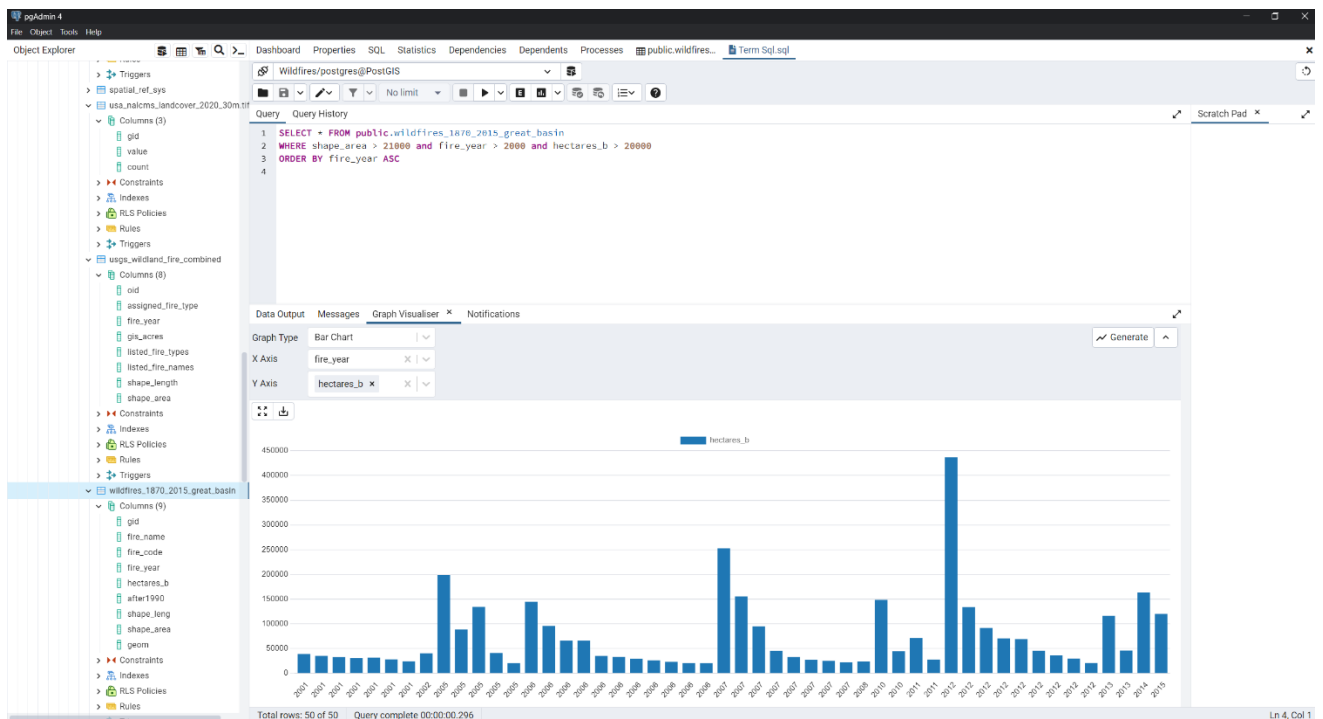 pgAdmin 4
File Object Tools Help
Object Explorer
Dashboard Properties SQL Statistics Dependencies Dependents Processes public.wildfires... Term Sql.sql
Triggers
spatial_ref_sys
usa_nalcms_landcover_2020_30m.tif
Columns (3)
gid
value
count
Constraints
Indexes
RLS Policies
Rules
Triggers
usgs_wildland_fire_combined
Columns (8)
oid
assigned_fire_type
fire_year
gis_acres
listed_fire_types
listed_fire_names
shape_length
shape_area
Constraints
Indexes
RLS Policies
Rules
Triggers
wildfires_1870_2015_great_basin
Columns (9)
gid
fire_name
fire_code
fire_year
hectares_b
after1990
shape_leng
shape_area
geom
Constraints
Indexes
RLS Policies
Rules
Wildfires/postgres@PostGIS
No limit
Query Query History
Scratch Pad
1 SELECT * FROM public.wildfires_1870_2015_great_basin
2 WHERE shape_area > 21000 and fire_year > 2000 and hectares_b > 20000
3 ORDER BY fire_year ASC
4
Data Output Messages Graph Visualiser Notifications
Graph Type Bar Chart
Generate
X Axis fire_year
Y Axis hectares_b
hectares_b
450000
400000
350000
300000
250000
200000
150000
100000
50000
0
2001 2001 2001 2001 2001 2001 2001 2002 2005 2005 2005 2005 2005 2006 2006 2006 2006 2006 2006 2006 2006 2006 2006 2006 2007 2007 2007 2007 2007 2007 2007 2007 2008 2010 2010 2011 2011 2012 2012 2012 2012 2012 2012 2012 2012 2012 2013 2013 2014 2015
Total rows: 50 of 50 Query complete 00:00:00.296
Ln 4, Col 1